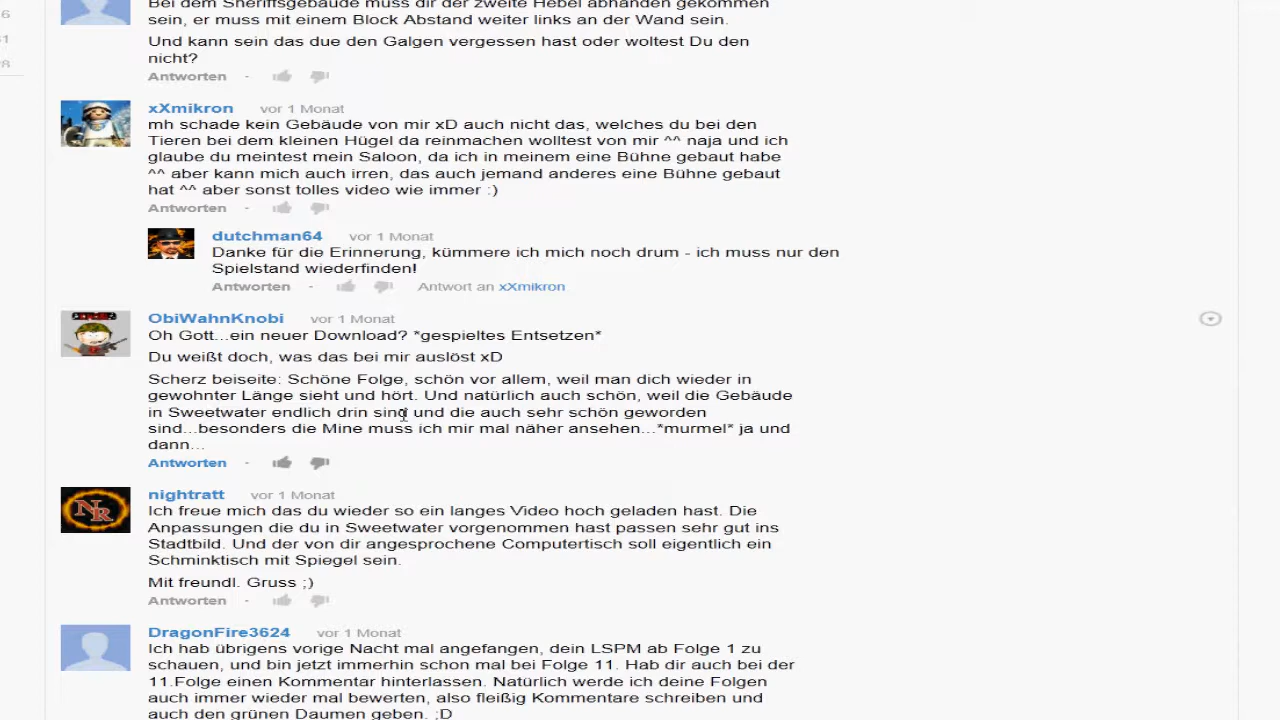 Bei dem Sheriffsgebäude muss dir der zweite Hebel abhanden gekommen
sein, er muss mit einem Block Abstand weiter links an der Wand sein.
Und kann sein das due den Galgen vergessen hast oder woltest Du den
nicht?
Antworten -
xXmikron vor 1 Monat
mh schade kein Gebäude von mir xD auch nicht das, welches du bei den
Tieren bei dem kleinen Hügel da reinmachen wolltest von mir ^^ naja und ich
glaube du meintest mein Saloon, da ich in meinem eine Bühne gebaut habe
^^ aber kann mich auch irren, das auch jemand anderes eine Bühne gebaut
hat ^^ aber sonst tolles video wie immer :)
Antworten -
dutchman64 vor 1 Monat
Danke für die Erinnerung, kümmere ich mich noch drum - ich muss nur den
Spielstand wiederfinden!
Antworten - Antwort an xXmikron
ObiWahnKnobi vor 1 Monat
Oh Gott...ein neuer Download? *gespieltes Entsetzen*
Du weißt doch, was das bei mir auslöst xD
Scherz beiseite: Schöne Folge, schön vor allem, weil man dich wieder in
gewohnter Länge sieht und hört. Und natürlich auch schön, weil die Gebäude
in Sweetwater endlich drin sind und die auch sehr schön geworden
sind...besonders die Mine muss ich mir mal näher ansehen...*murmel* ja und
dann...
Antworten -
nightratt vor 1 Monat
Ich freue mich das du wieder so ein langes Video hoch geladen hast. Die
Anpassungen die du in Sweetwater vorgenommen hast passen sehr gut ins
Stadtbild. Und der von dir angesprochene Computertisch soll eigentlich ein
Schminktisch mit Spiegel sein.
Mit freundl. Gruss ;)
Antworten -
DragonFire3624 vor 1 Monat
Ich hab übrigens vorige Nacht mal angefangen, dein LSPM ab Folge 1 zu
schauen, und bin jetzt immerhin schon mal bei Folge 11. Hab dir auch bei der
11.Folge einen Kommentar hinterlassen. Natürlich werde ich deine Folgen
auch immer wieder mal bewerten, also fleißig Kommentare schreiben und
auch den grünen Daumen geben. ;D